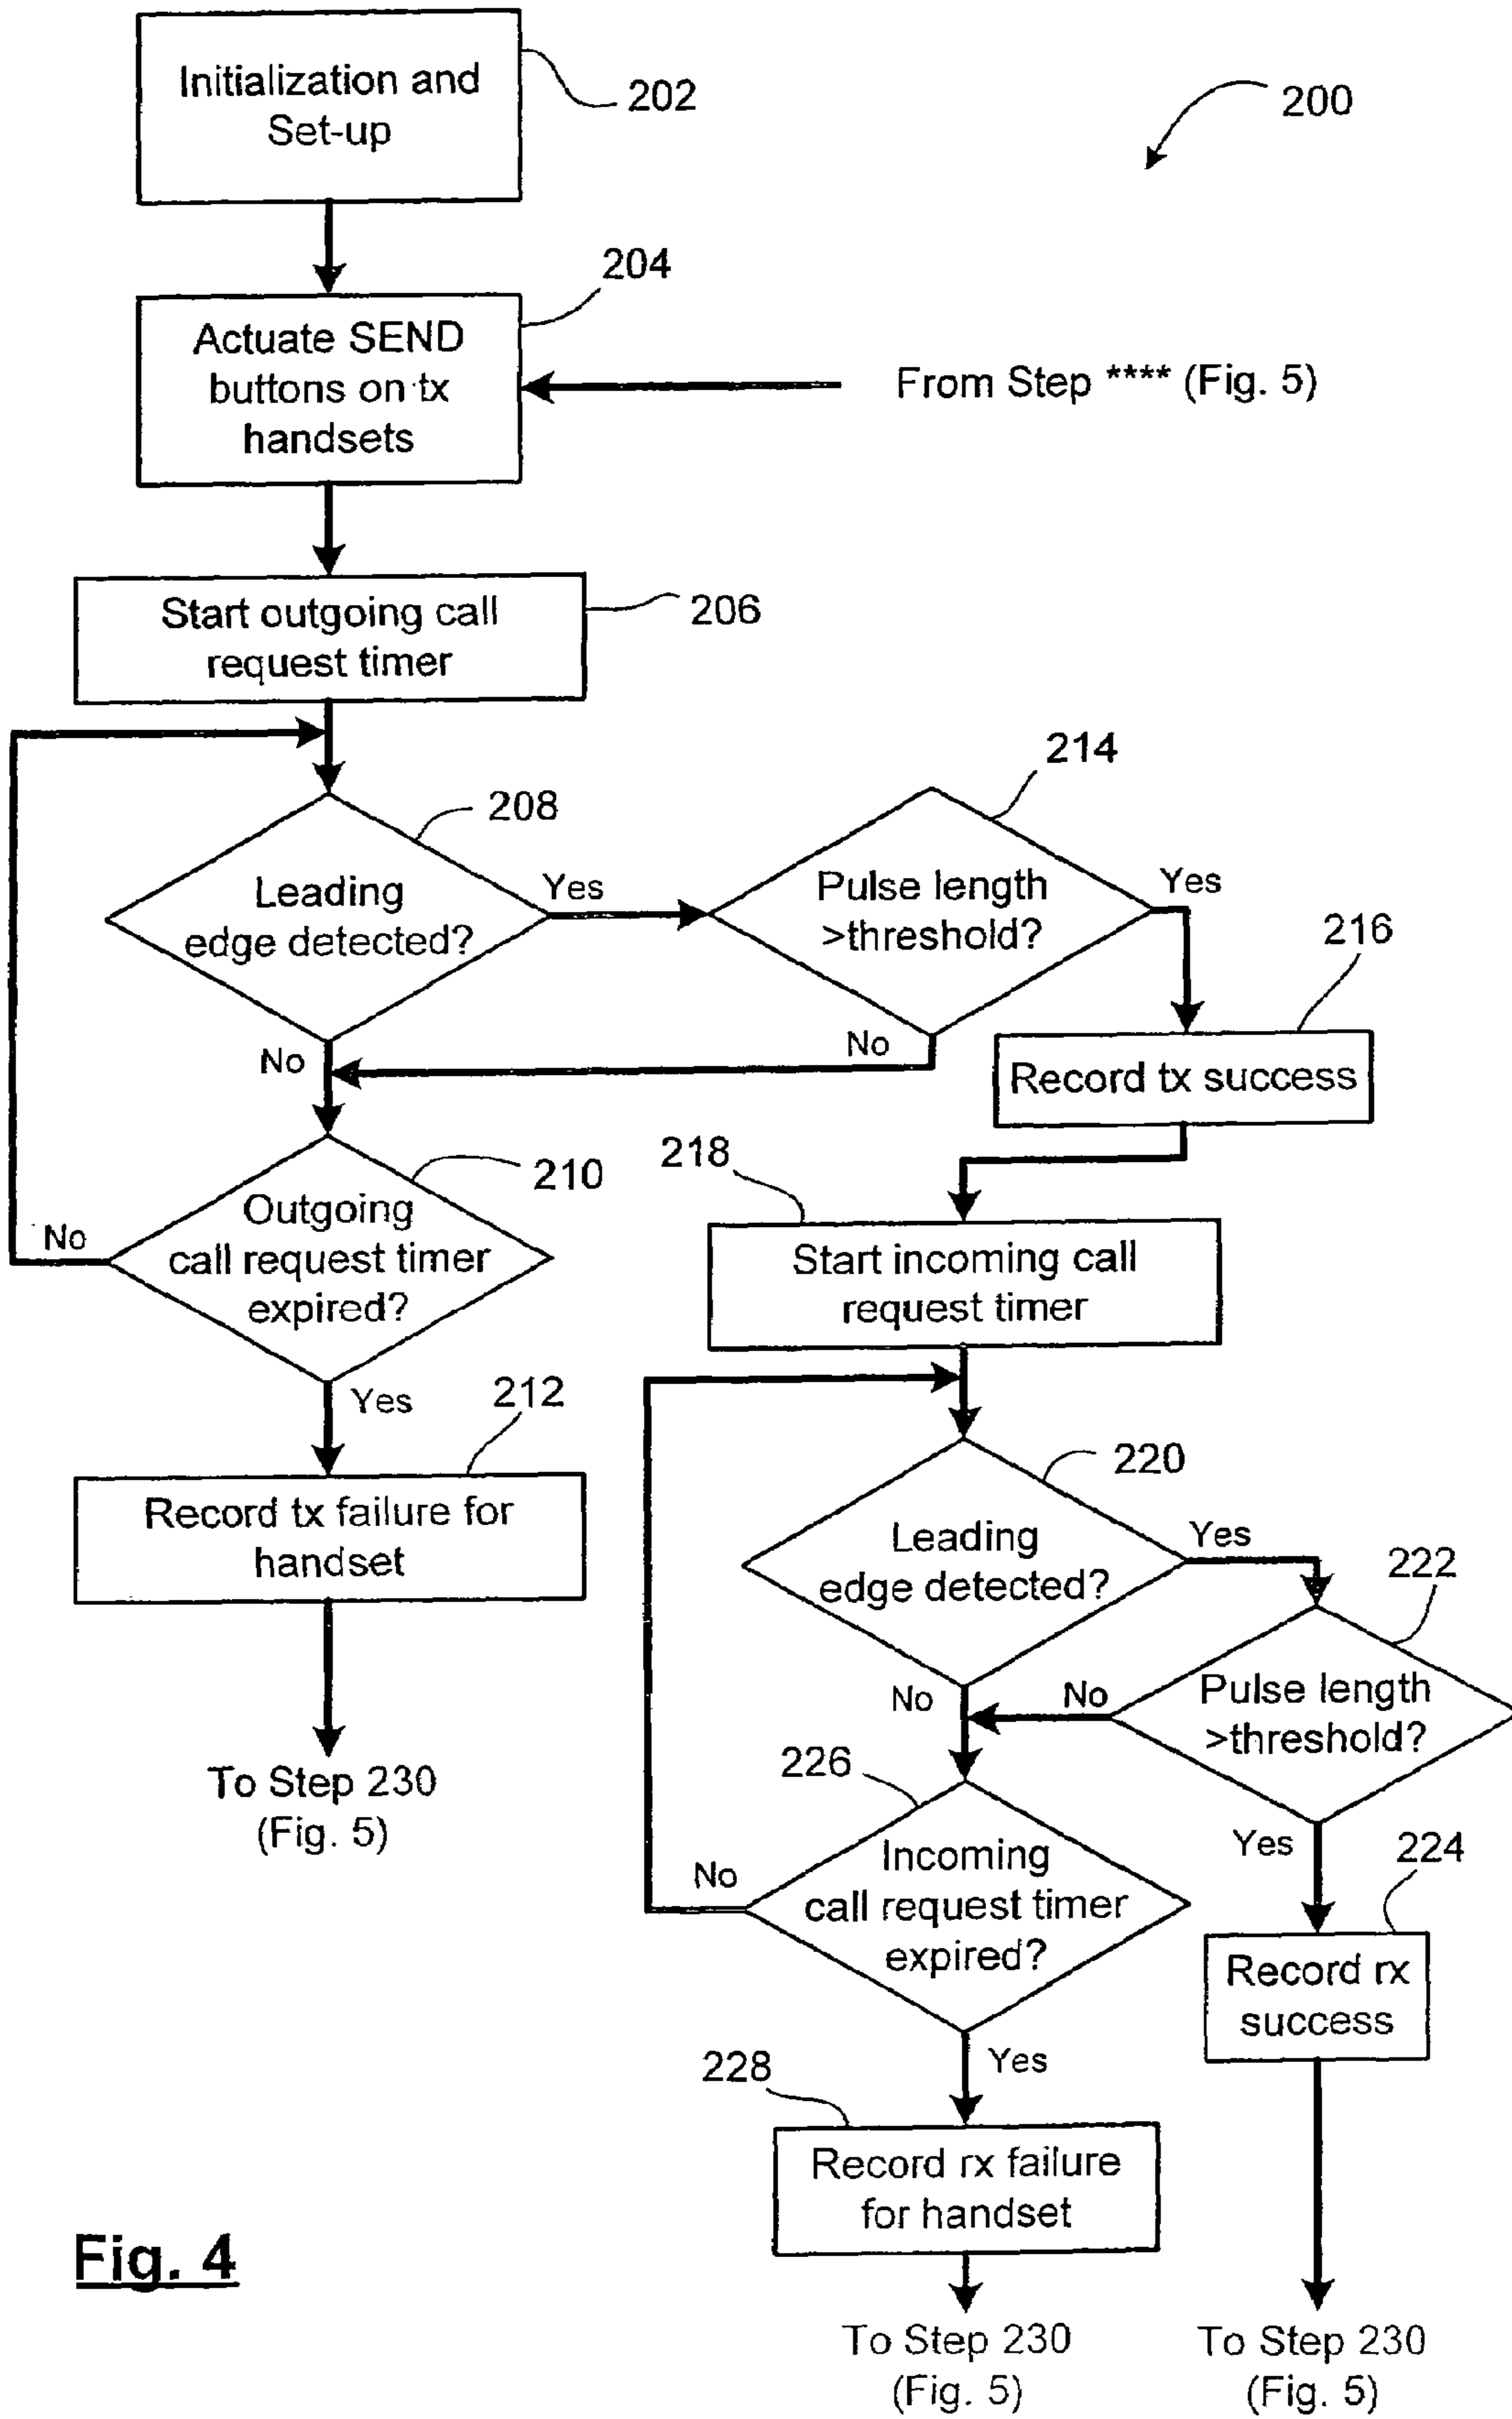 Initialization and
Set-up
202
200
204
Actuate SEND
buttons on tx
handsets
From Step **** (Fig. 5)
Start outgoing call
request timer
206
208
Leading
edge detected?
Yes
No
214
Pulse length
>threshold?
Yes
No
216
Record tx success
210
Outgoing
call request timer
expired?
No
Yes
212
Record tx failure for
handset
To Step 230
(Fig. 5)
218
Start incoming call
request timer
220
Leading
edge detected?
Yes
No
222
Pulse length
>threshold?
No
Yes
226
Incoming
call request timer
expired?
No
Yes
224
Record rx
success
228
Record rx failure
for handset
To Step 230
(Fig. 5)
To Step 230
(Fig. 5)
Fig. 4